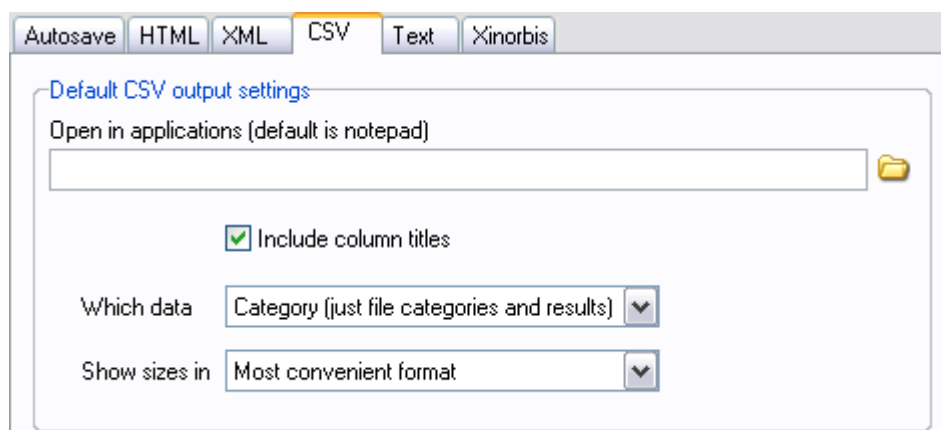 Autosave HTML XML CSV Text Xinorbis
Default CSV output settings
Open in applications (default is notepad)
Include column titles
Which data Category (just file categories and results)
Show sizes in Most convenient format